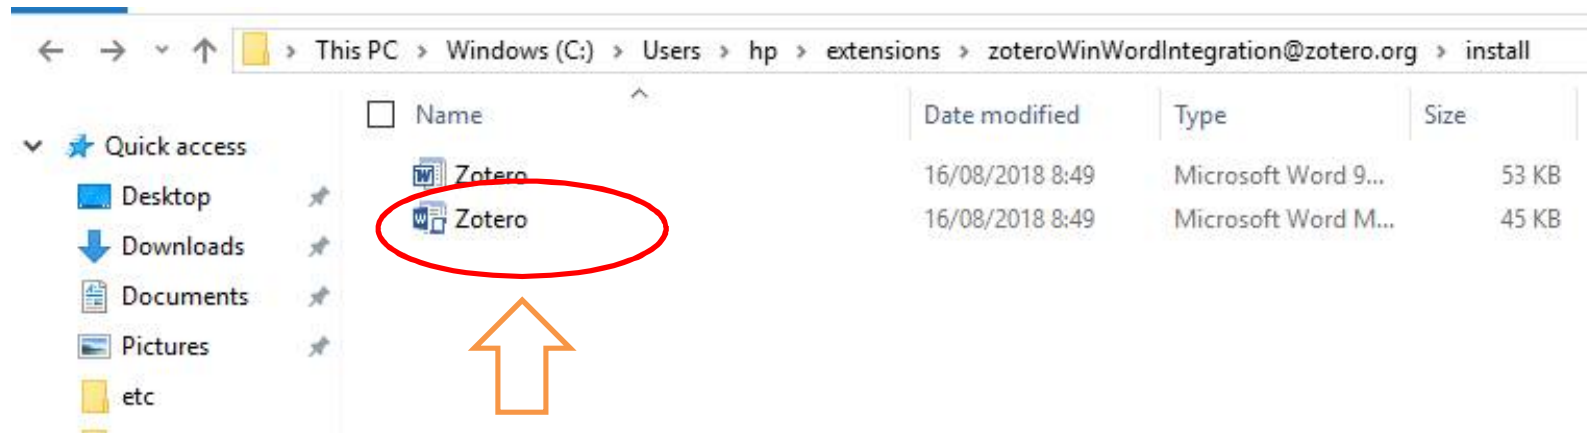 This PC > Windows (C:) > Users > hp > extensions > zoteroWinWordIntegration@zotero.org > install
Name Date modified Type Size
Quick access
Zotero 16/08/2018 8:49 Microsoft Word 9... 53 KB
Desktop
Zotero 16/08/2018 8:49 Microsoft Word M... 45 KB
Downloads
Documents
Pictures
etc